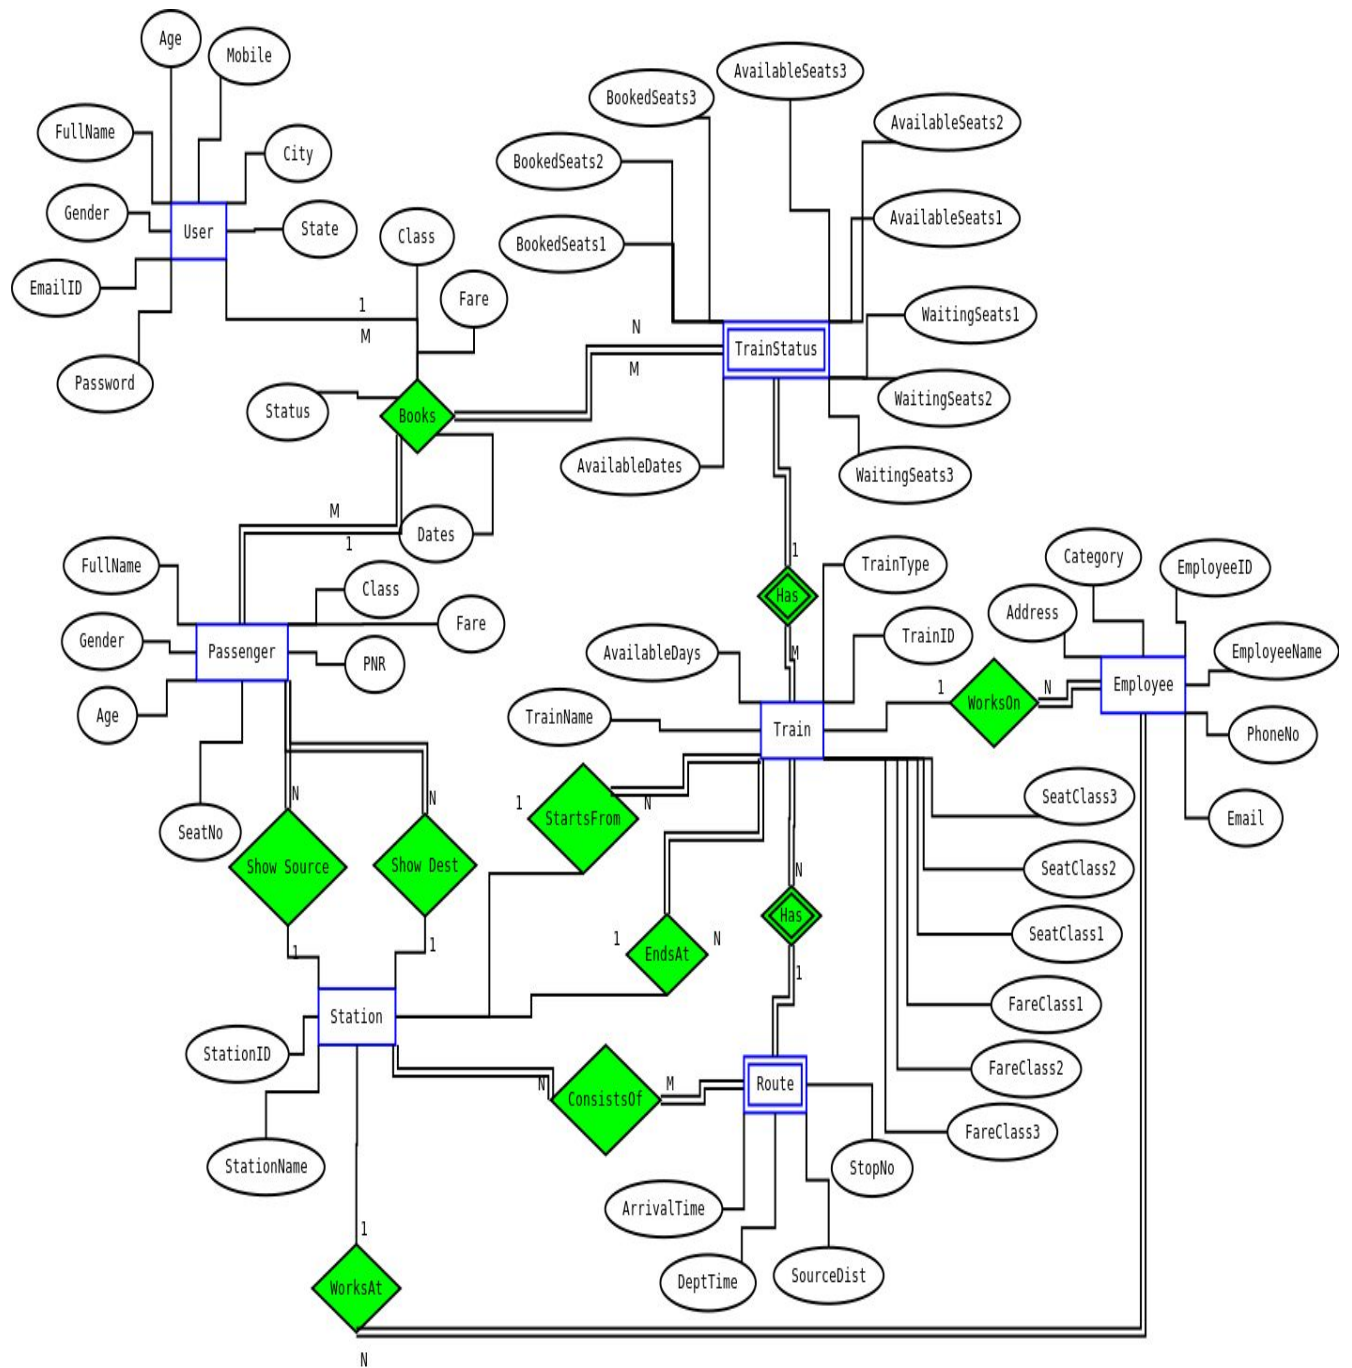 Age
Mobile
FullName
City
Gender
User
State
EmailID
Password
Class
Fare
1
M
Status
Books
BookedSeats3
AvailableSeats3
AvailableSeats2
BookedSeats2
AvailableSeats1
BookedSeats1
WaitingSeats1
N
M
TrainStatus
WaitingSeats2
AvailableDates
WaitingSeats3
M
1
Dates
FullName
Class
Gender
Passenger
Fare
PNR
Age
SeatNo
1
TrainType
Has
TrainID
M
AvailableDays
TrainName
Train
1
WorksOn
N
Category
EmployeeID
Address
EmployeeName
Employee
PhoneNo
Email
N
N
Show Source
Show Dest
1
1
1
StartsFrom
N
SeatClass3
SeatClass2
SeatClass1
FareClass1
FareClass2
FareClass3
N
Has
1
1
EndsAt
N
Station
StationID
StationName
N
ConsistsOf
M
Route
StopNo
ArrivalTime
DeptTime
SourceDist
1
WorksAt
N